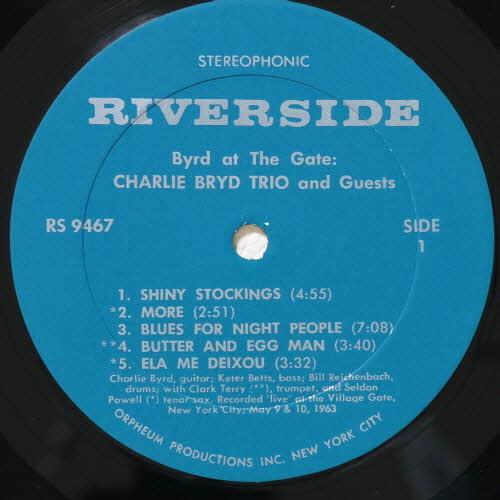 STEREOPHONIC
RIVERSIDE
Byrd at The Gate:
CHARLIE BRYD TRIO and Guests
RS 9467
SIDE
1
1. SHINY STOCKINGS (4:55)
*2. MORE (2:51)
3. BLUES FOR NIGHT PEOPLE (7:08)
**4. BUTTER AND EGG MAN (3:40)
*5. ELA ME DEIXOU (3:32)
Charlie Byrd, guitar; Keter Betts, bass; Bill Reichenbach,
drums; with Clark Terry (**), trumpet, and Seldon
Powell (*) tenor sax. Recorded 'live' at the Village Gate,
New York City; May 9 & 10, 1963
ORPHEUM PRODUCTIONS INC. NEW YORK CITY